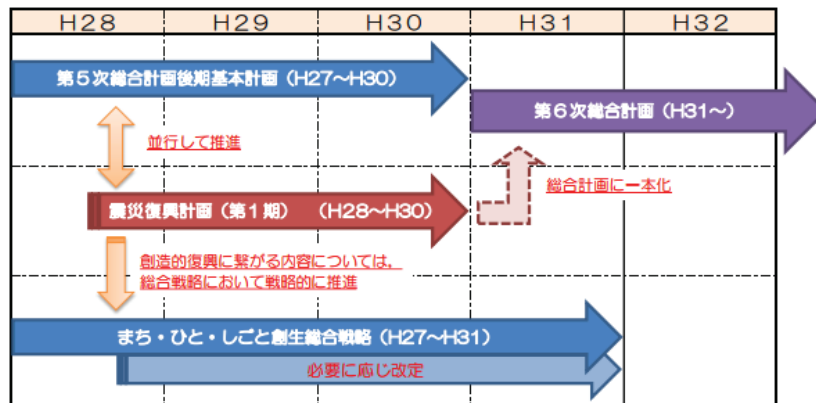 H28 H29 H30 H31 H32
第5次総合計画後期基本計画（H27～H30）
第6次総合計画（H31～）
並行して推進
総合計画に一本化
震災復興計画（第1期）　（H28～H30）
創造的復興に繋がる内容については，
総合戦略において戦略的に推進
まち・ひと・しごと創生総合戦略（H27～H31）
必要に応じ改定